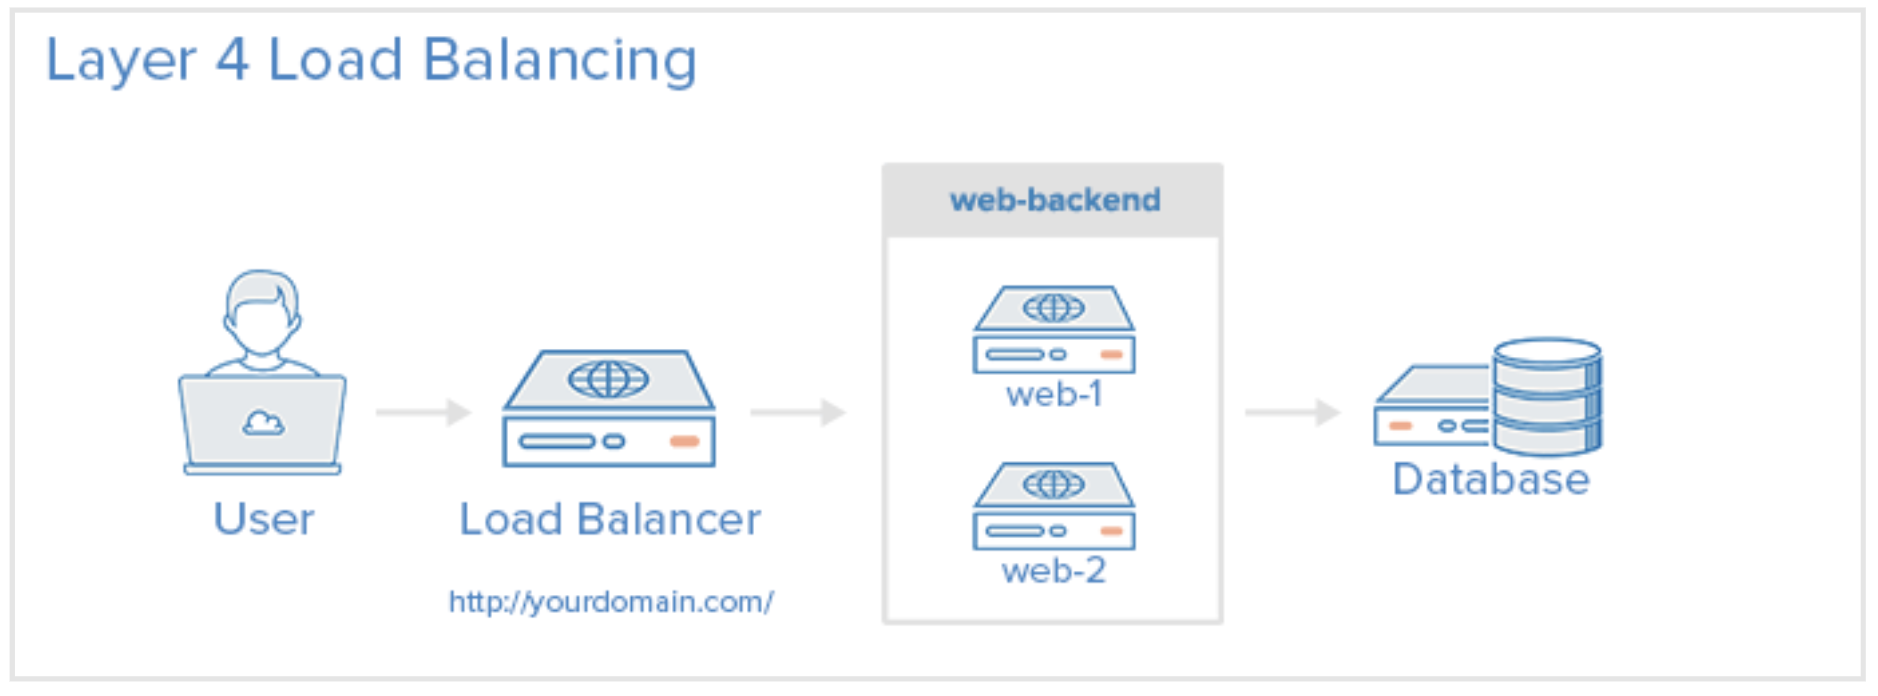 Layer 4 Load Balancing
web-backend
web-1
web-2
User
Load Balancer
http://yourdomain.com/
Database